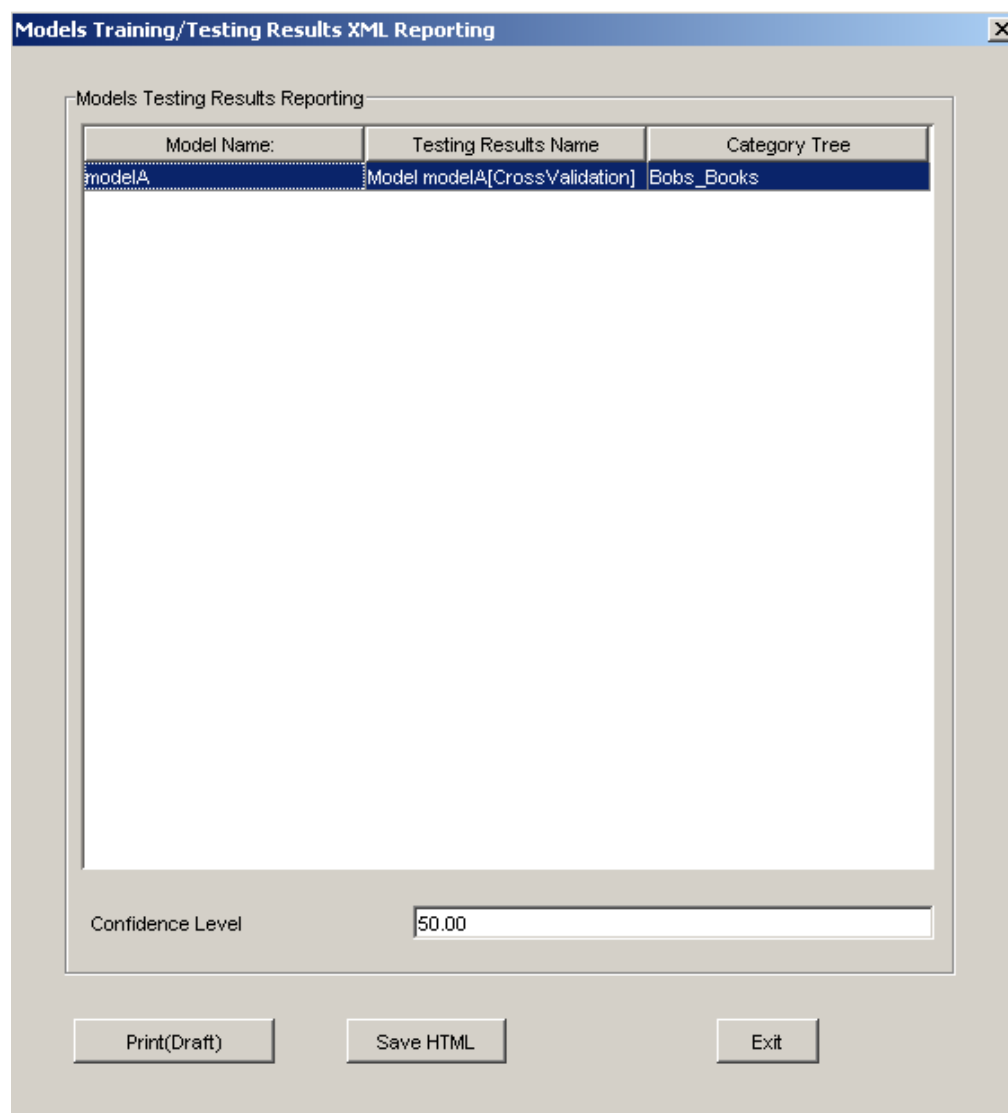 Models Training/Testing Results XML Reporting
Models Testing Results Reporting
Model Name: Testing Results Name Category Tree
modelA Model modelA[CrossValidation] Bobs_Books
Confidence Level 50.00
Print(Draft) Save HTML Exit